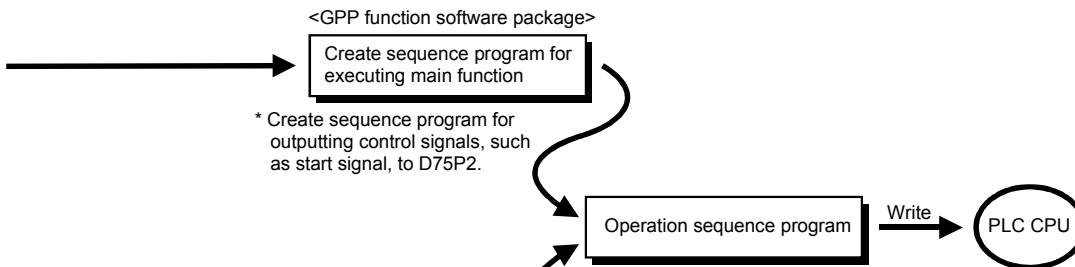 <GPP function software package>
Create sequence program for
executing main function
* Create sequence program for
outputting control signals, such
as start signal, to D75P2.
Operation sequence program
Write
PLC CPU